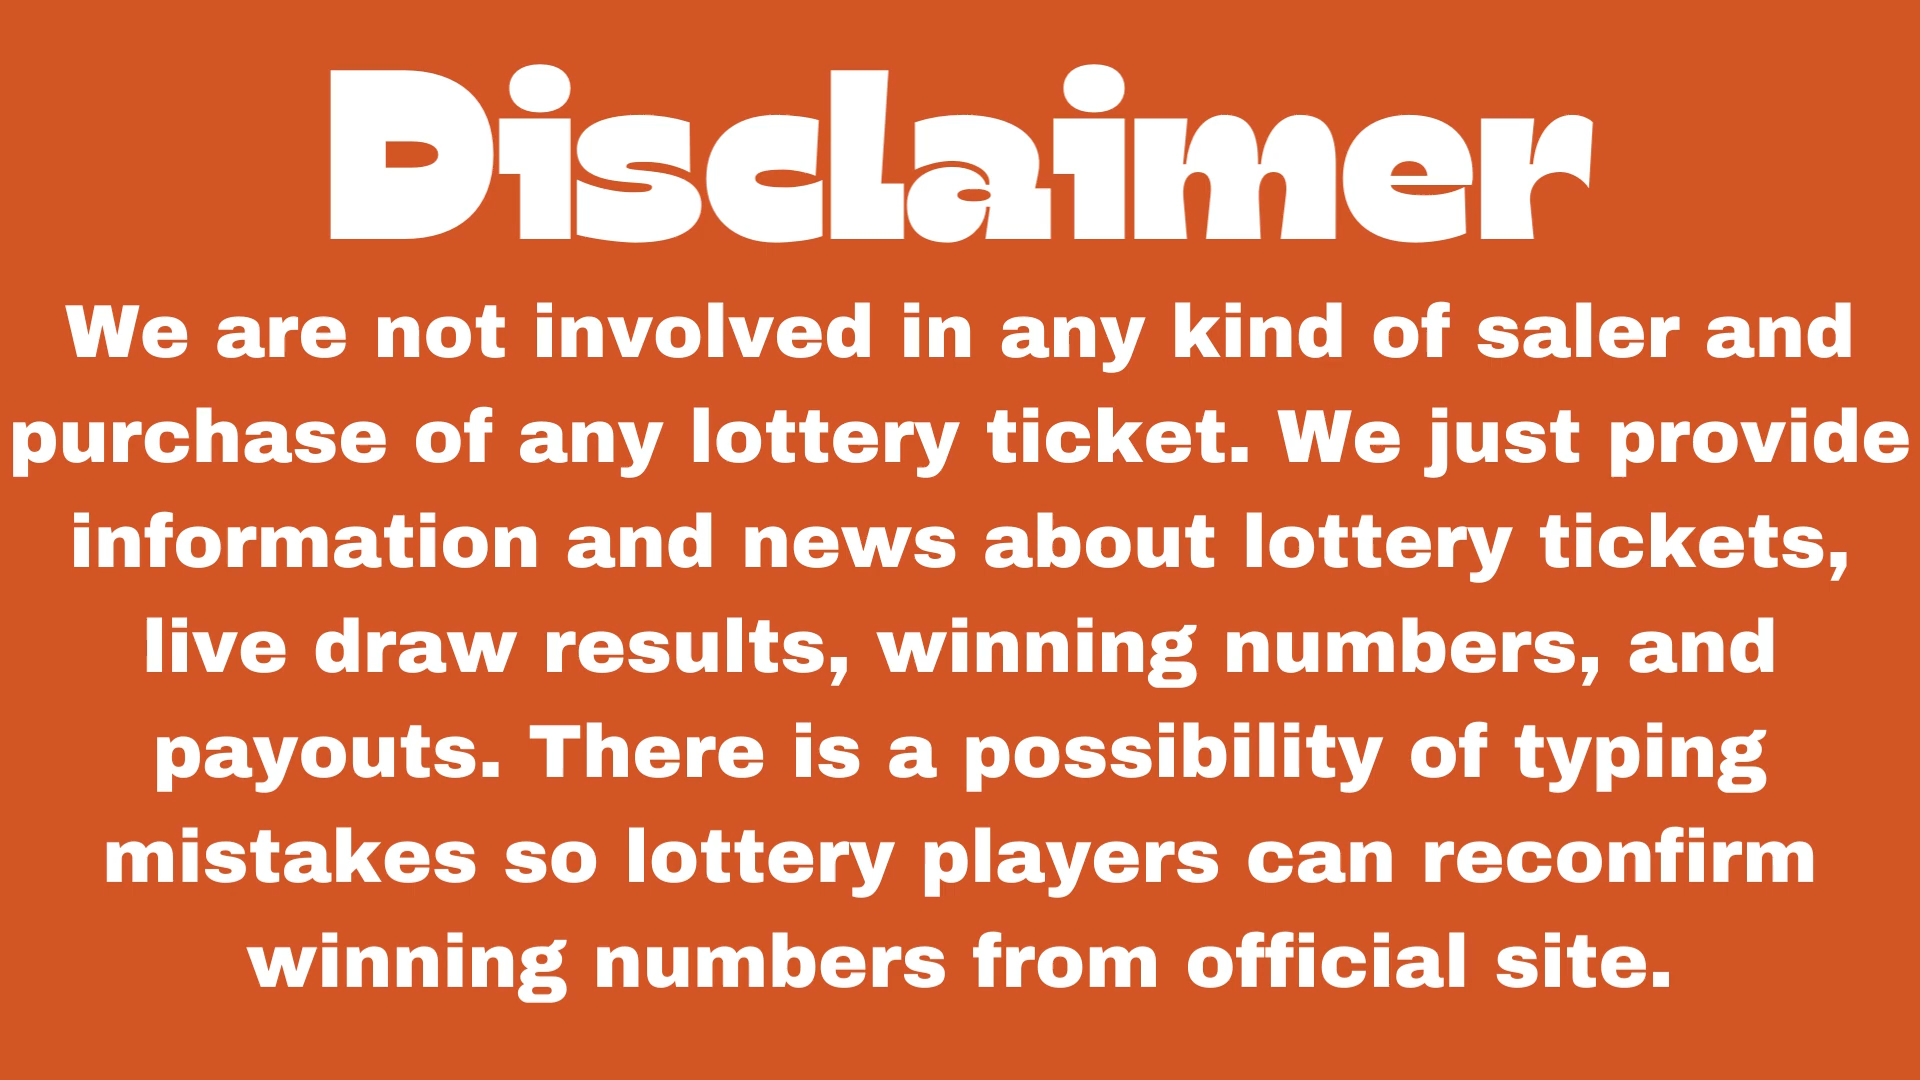 Disclaimer
We are not involved in any kind of saler and
purchase of any lottery ticket. We just provide
information and news about lottery tickets,
live draw results, winning numbers, and
payouts. There is a possibility of typing
mistakes so lottery players can reconfirm
winning numbers from official site.